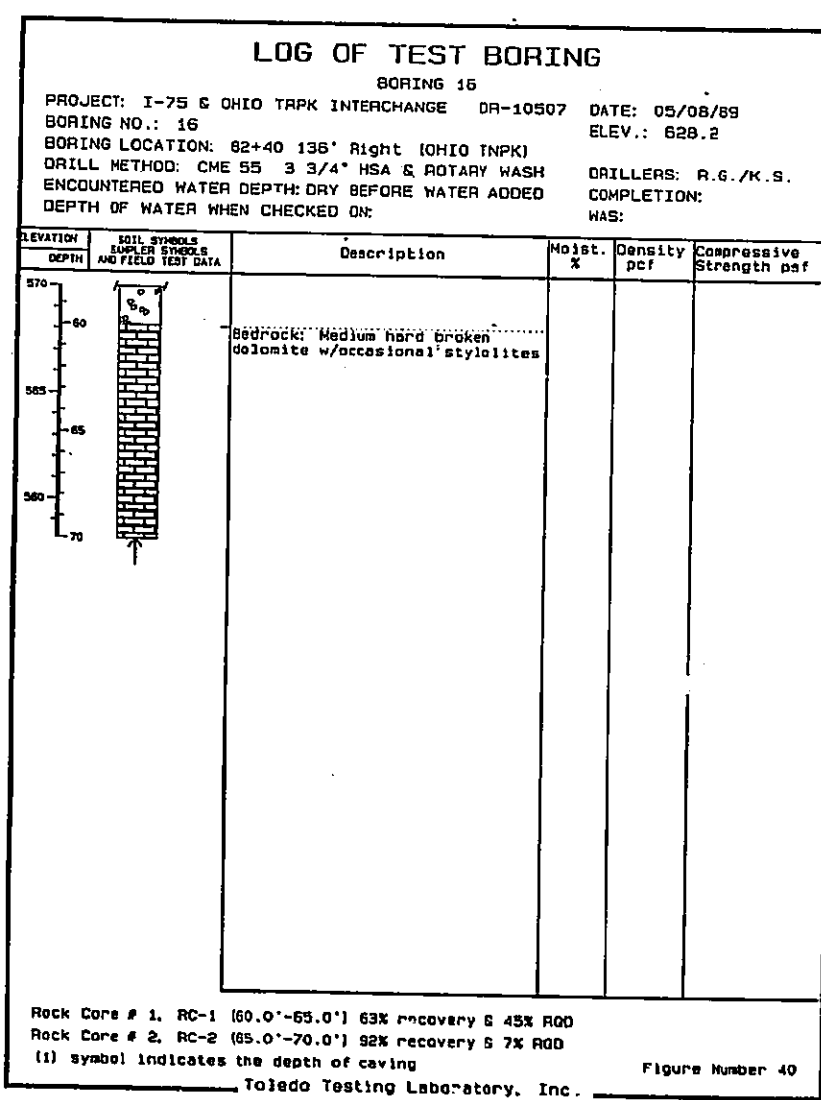 LOG OF TEST BORING
BORING 16
PROJECT: I-75 & OHIO TRPK INTERCHANGE DR-10507 DATE: 05/08/89
BORING NO.: 16 ELEV.: 628.2
BORING LOCATION: 82+40 136' Right (OHIO TNPK)
DRILL METHOD: CME 55 3 3/4" HSA & ROTARY WASH DRILLERS: R.G./K.S.
ENCOUNTERED WATER DEPTH: DRY BEFORE WATER ADDED COMPLETION:
DEPTH OF WATER WHEN CHECKED ON: WAS:
ELEVATION DEPTH
SOIL SYMBOLS
SAMPLER SYMBOLS
AND FIELD TEST DATA
Description
Moist. %
Density pcf
Compressive Strength psf
570
60
Bedrock: Medium hard broken
dolomite w/occasional stylolites
565
65
560
70
Rock Core # 1, RC-1 (60.0'-65.0') 63% recovery & 45% RQD
Rock Core # 2, RC-2 (65.0'-70.0') 92% recovery & 7% RQD
(1) symbol indicates the depth of caving
Figure Number 40
Toledo Testing Laboratory, Inc.